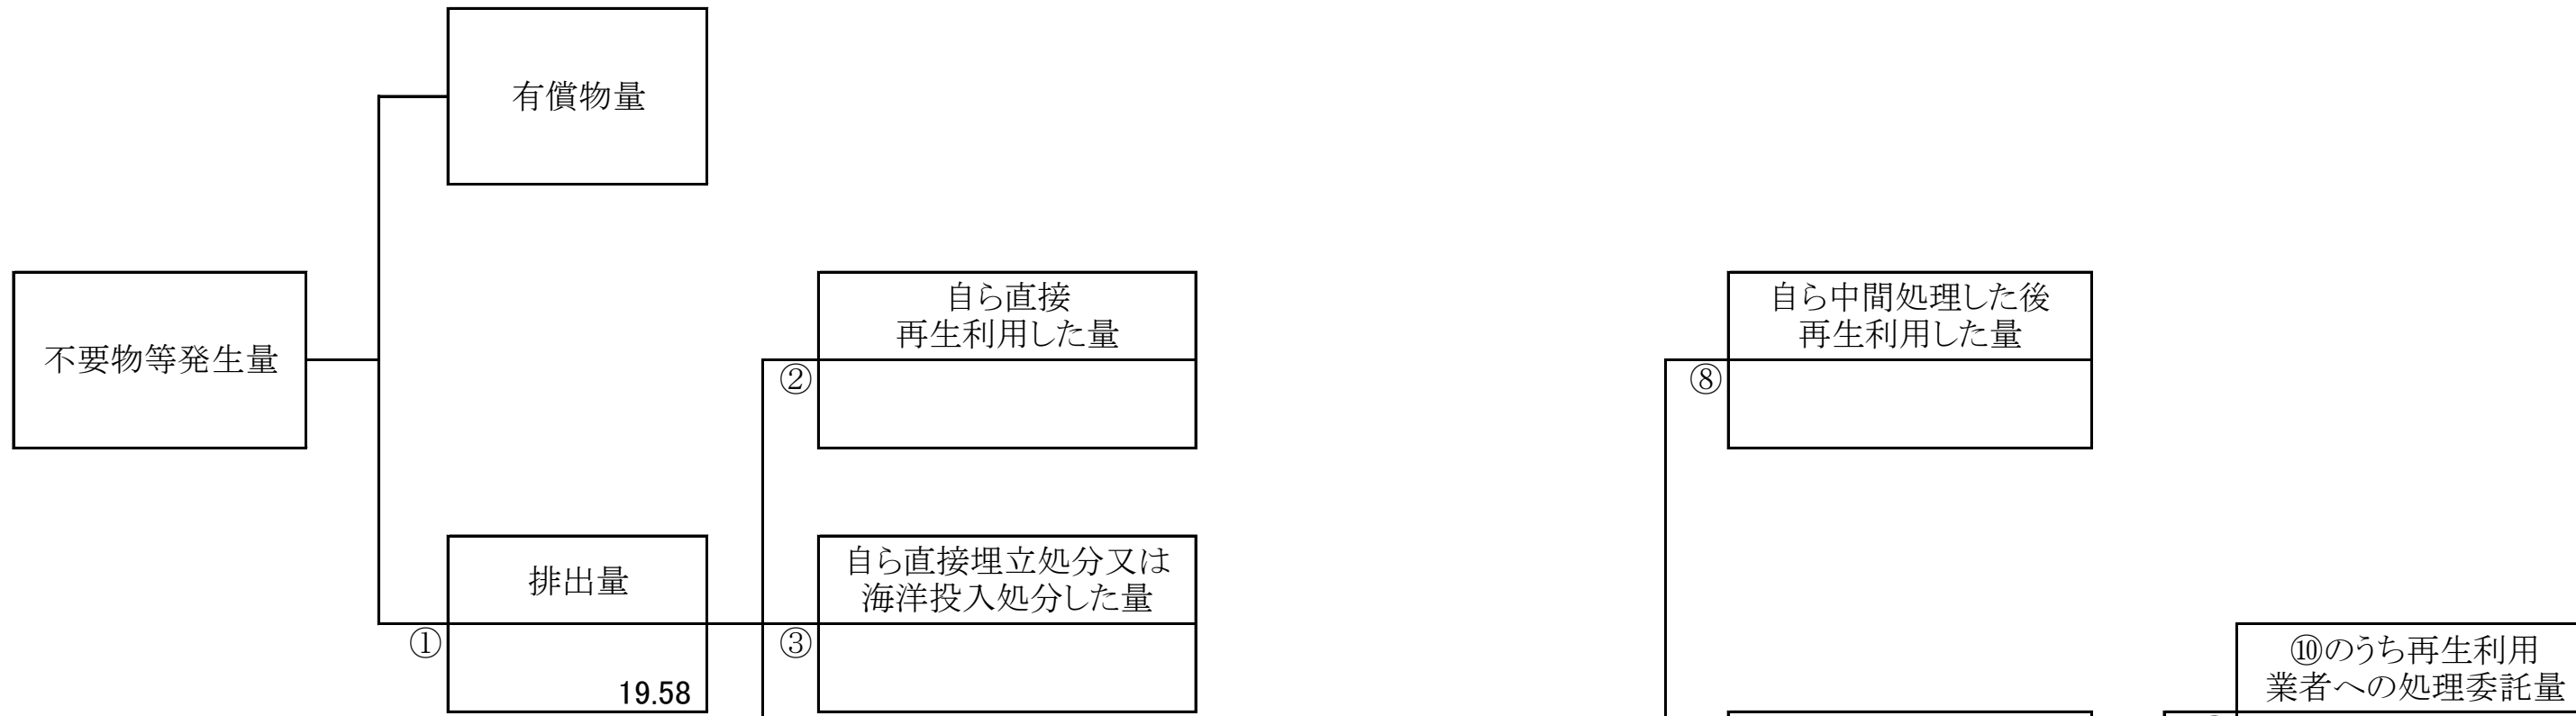 有償物量
不要物等発生量
自ら直接
再生利用した量
②
自ら中間処理した後
再生利用した量
⑧
排出量
①
19.58
自ら直接埋立処分又は
海洋投入処分した量
③
⑩のうち再生利用
業者への処理委託量